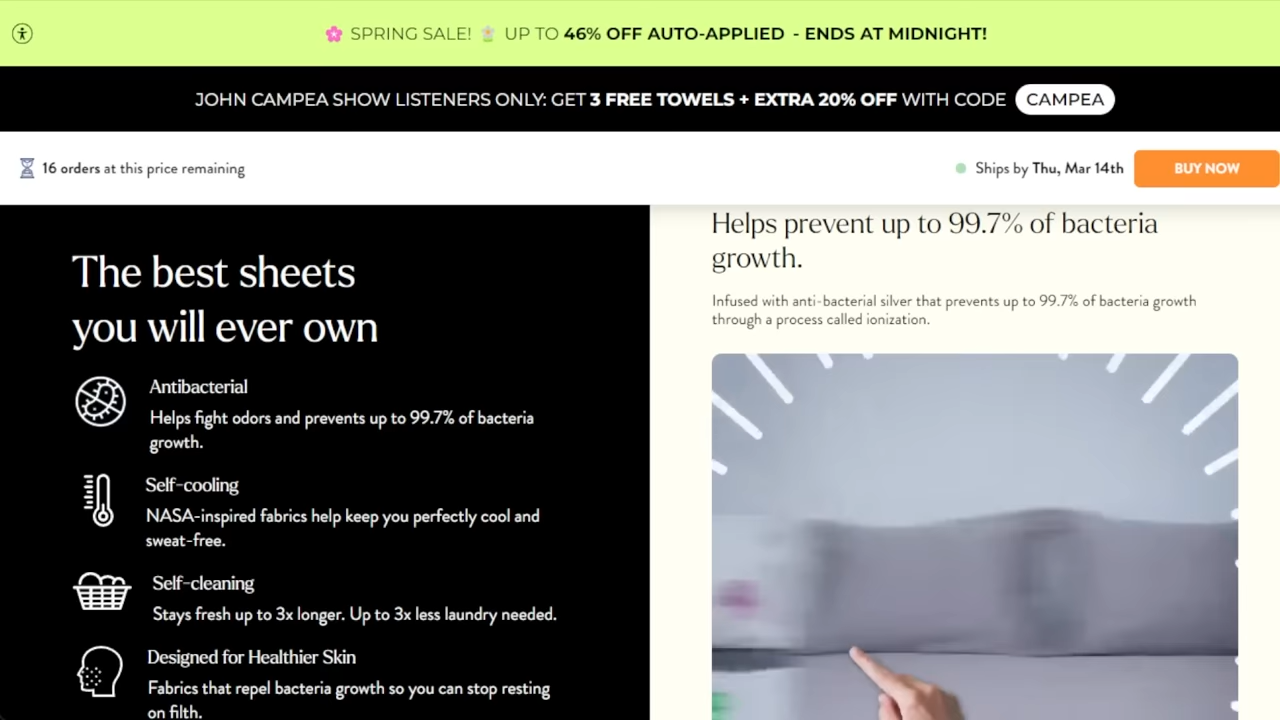 🌸 SPRING SALE! UP TO 46% OFF AUTO-APPLIED - ENDS AT MIDNIGHT!
JOHN CAMPEA SHOW LISTENERS ONLY: GET 3 FREE TOWELS + EXTRA 20% OFF WITH CODE CAMPEA
16 orders at this price remaining
Ships by Thu, Mar 14th
BUY NOW
The best sheets
you will ever own
Antibacterial
Helps fight odors and prevents up to 99.7% of bacteria
growth.
Self-cooling
NASA-inspired fabrics help keep you perfectly cool and
sweat-free.
Self-cleaning
Stays fresh up to 3x longer. Up to 3x less laundry needed.
Designed for Healthier Skin
Fabrics that repel bacteria growth so you can stop resting
on filth.
Helps prevent up to 99.7% of bacteria
growth.
Infused with anti-bacterial silver that prevents up to 99.7% of bacteria growth
through a process called ionization.